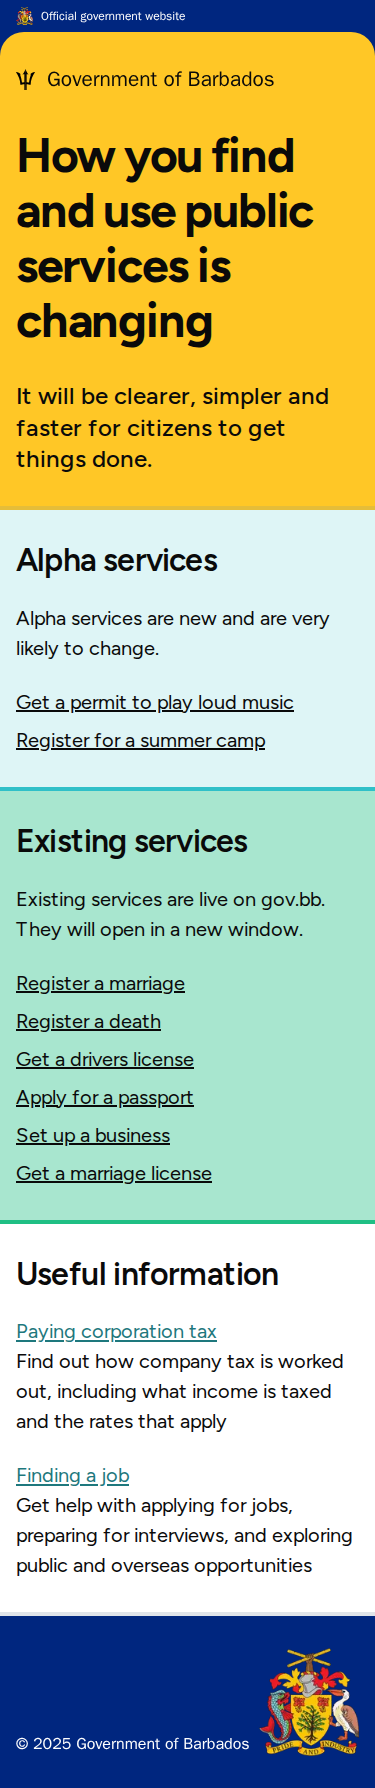 Official government website
Government of Barbados
How you find
and use public
services is
changing
It will be clearer, simpler and
faster for citizens to get
things done.
Alpha services
Alpha services are new and are very
likely to change.
Get a permit to play loud music
Register for a summer camp
Existing services
Existing services are live on gov.bb.
They will open in a new window.
Register a marriage
Register a death
Get a drivers license
Apply for a passport
Set up a business
Get a marriage license
Useful information
Paying corporation tax
Find out how company tax is worked
out, including what income is taxed
and the rates that apply
Finding a job
Get help with applying for jobs,
preparing for interviews, and exploring
public and overseas opportunities
© 2025 Government of Barbados
PRIDE AND INDUSTRY